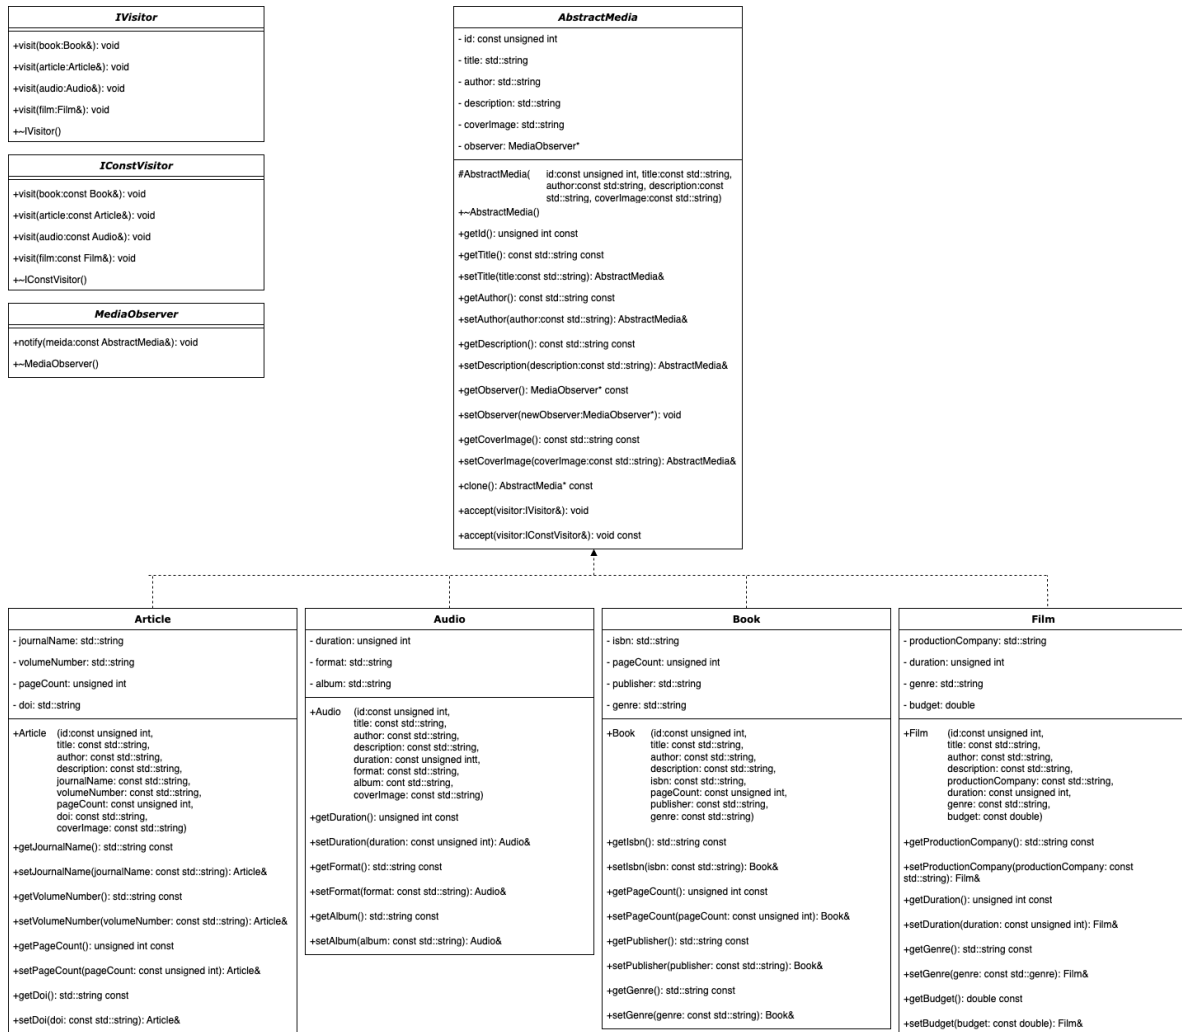 IVisitor
+visit(book:Book&): void
+visit(article:Article&): void
+visit(audio:Audio&): void
+visit(film:Film&): void
+~IVisitor()
IConstVisitor
+visit(book:const Book&): void
+visit(article:const Article&): void
+visit(audio:const Audio&): void
+visit(film:const Film&): void
+~IConstVisitor()
MediaObserver
+notify(meida:const AbstractMedia&): void
+~MediaObserver()
AbstractMedia
- id: const unsigned int
- title: std::string
- author: std::string
- description: std::string
- coverImage: std::string
- observer: MediaObserver*
#AbstractMedia( id:const unsigned int, title:const std::string,
author:const std:string, description:const
std::string, coverImage:const std::string)
+~AbstractMedia()
+getId(): unsigned int const
+getTitle(): const std::string const
+setTitle(title:const std::string): AbstractMedia&
+getAuthor(): const std::string const
+setAuthor(author:const std::string): AbstractMedia&
+getDescription(): const std::string const
+setDescription(description:const std::string): AbstractMedia&
+getObserver(): MediaObserver* const
+setObserver(newObserver:MediaObserver*): void
+getCoverImage(): const std::string const
+setCoverImage(coverImage:const std::string): AbstractMedia&
+clone(): AbstractMedia* const
+accept(visitor:IVisitor&): void
+accept(visitor:IConstVisitor&): void const
Article
- journalName: std::string
- volumeNumber: std::string
- pageCount: unsigned int
- doi: std::string
+Article (id:const unsigned int,
title: const std::string,
author: const std::string,
description: const std::string,
journalName: const std::string,
volumeNumber: const std::string,
pageCount: const unsigned int,
doi: const std::string,
coverImage: const std::string)
+getJournalName(): std::string const
+setJournalName(journalName: const std::string): Article&
+getVolumeNumber(): std::string const
+setVolumeNumber(volumeNumber: const std::string): Article&
+getPageCount(): unsigned int const
+setPageCount(pageCount: const unsigned int): Article&
+getDoi(): std::string const
+setDoi(doi: const std::string): Article&
Audio
- duration: unsigned int
- format: std::string
- album: std::string
+Audio (id:const unsigned int,
title: const std::string,
author: const std::string,
description: const std::string,
duration: const unsigned intt,
format: const std::string,
album: cont std::string,
coverImage: const std::string)
+getDuration(): unsigned int const
+setDuration(duration: const unsigned int): Audio&
+getFormat(): std::string const
+setFormat(format: const std::string): Audio&
+getAlbum(): std::string const
+setAlbum(album: const std::string): Audio&
Book
- isbn: std::string
- pageCount: unsigned int
- publisher: std::string
- genre: std::string
+Book (id:const unsigned int,
title: const std::string,
author: const std::string,
description: const std::string,
isbn: const std::string,
pageCount: const unsigned int,
publisher: const std::string,
genre: const std::string)
+getIsbn(): std::string const
+setIsbn(isbn: const std::string): Book&
+getPageCount(): unsigned int const
+setPageCount(pageCount: const unsigned int): Book&
+getPublisher(): std::string const
+setPublisher(publisher: const std::string): Book&
+getGenre(): std::string const
+setGenre(genre: const std::string): Book&
Film
- productionCompany: std::string
- duration: unsigned int
- genre: std::string
- budget: double
+Film (id:const unsigned int,
title: const std::string,
author: const std::string,
description: const std::string,
productionCompany: const std::string,
duration: const unsigned int,
genre: const std::string,
budget: const double)
+getProductionCompany(): std::string const
+setProductionCompany(productionCompany: const
std::string): Film&
+getDuration(): unsigned int const
+setDuration(duration: const unsigned int): Film&
+getGenre(): std::string const
+setGenre(genre: const std::genre): Film&
+getBudget(): double const
+setBudget(budget: const double): Film&